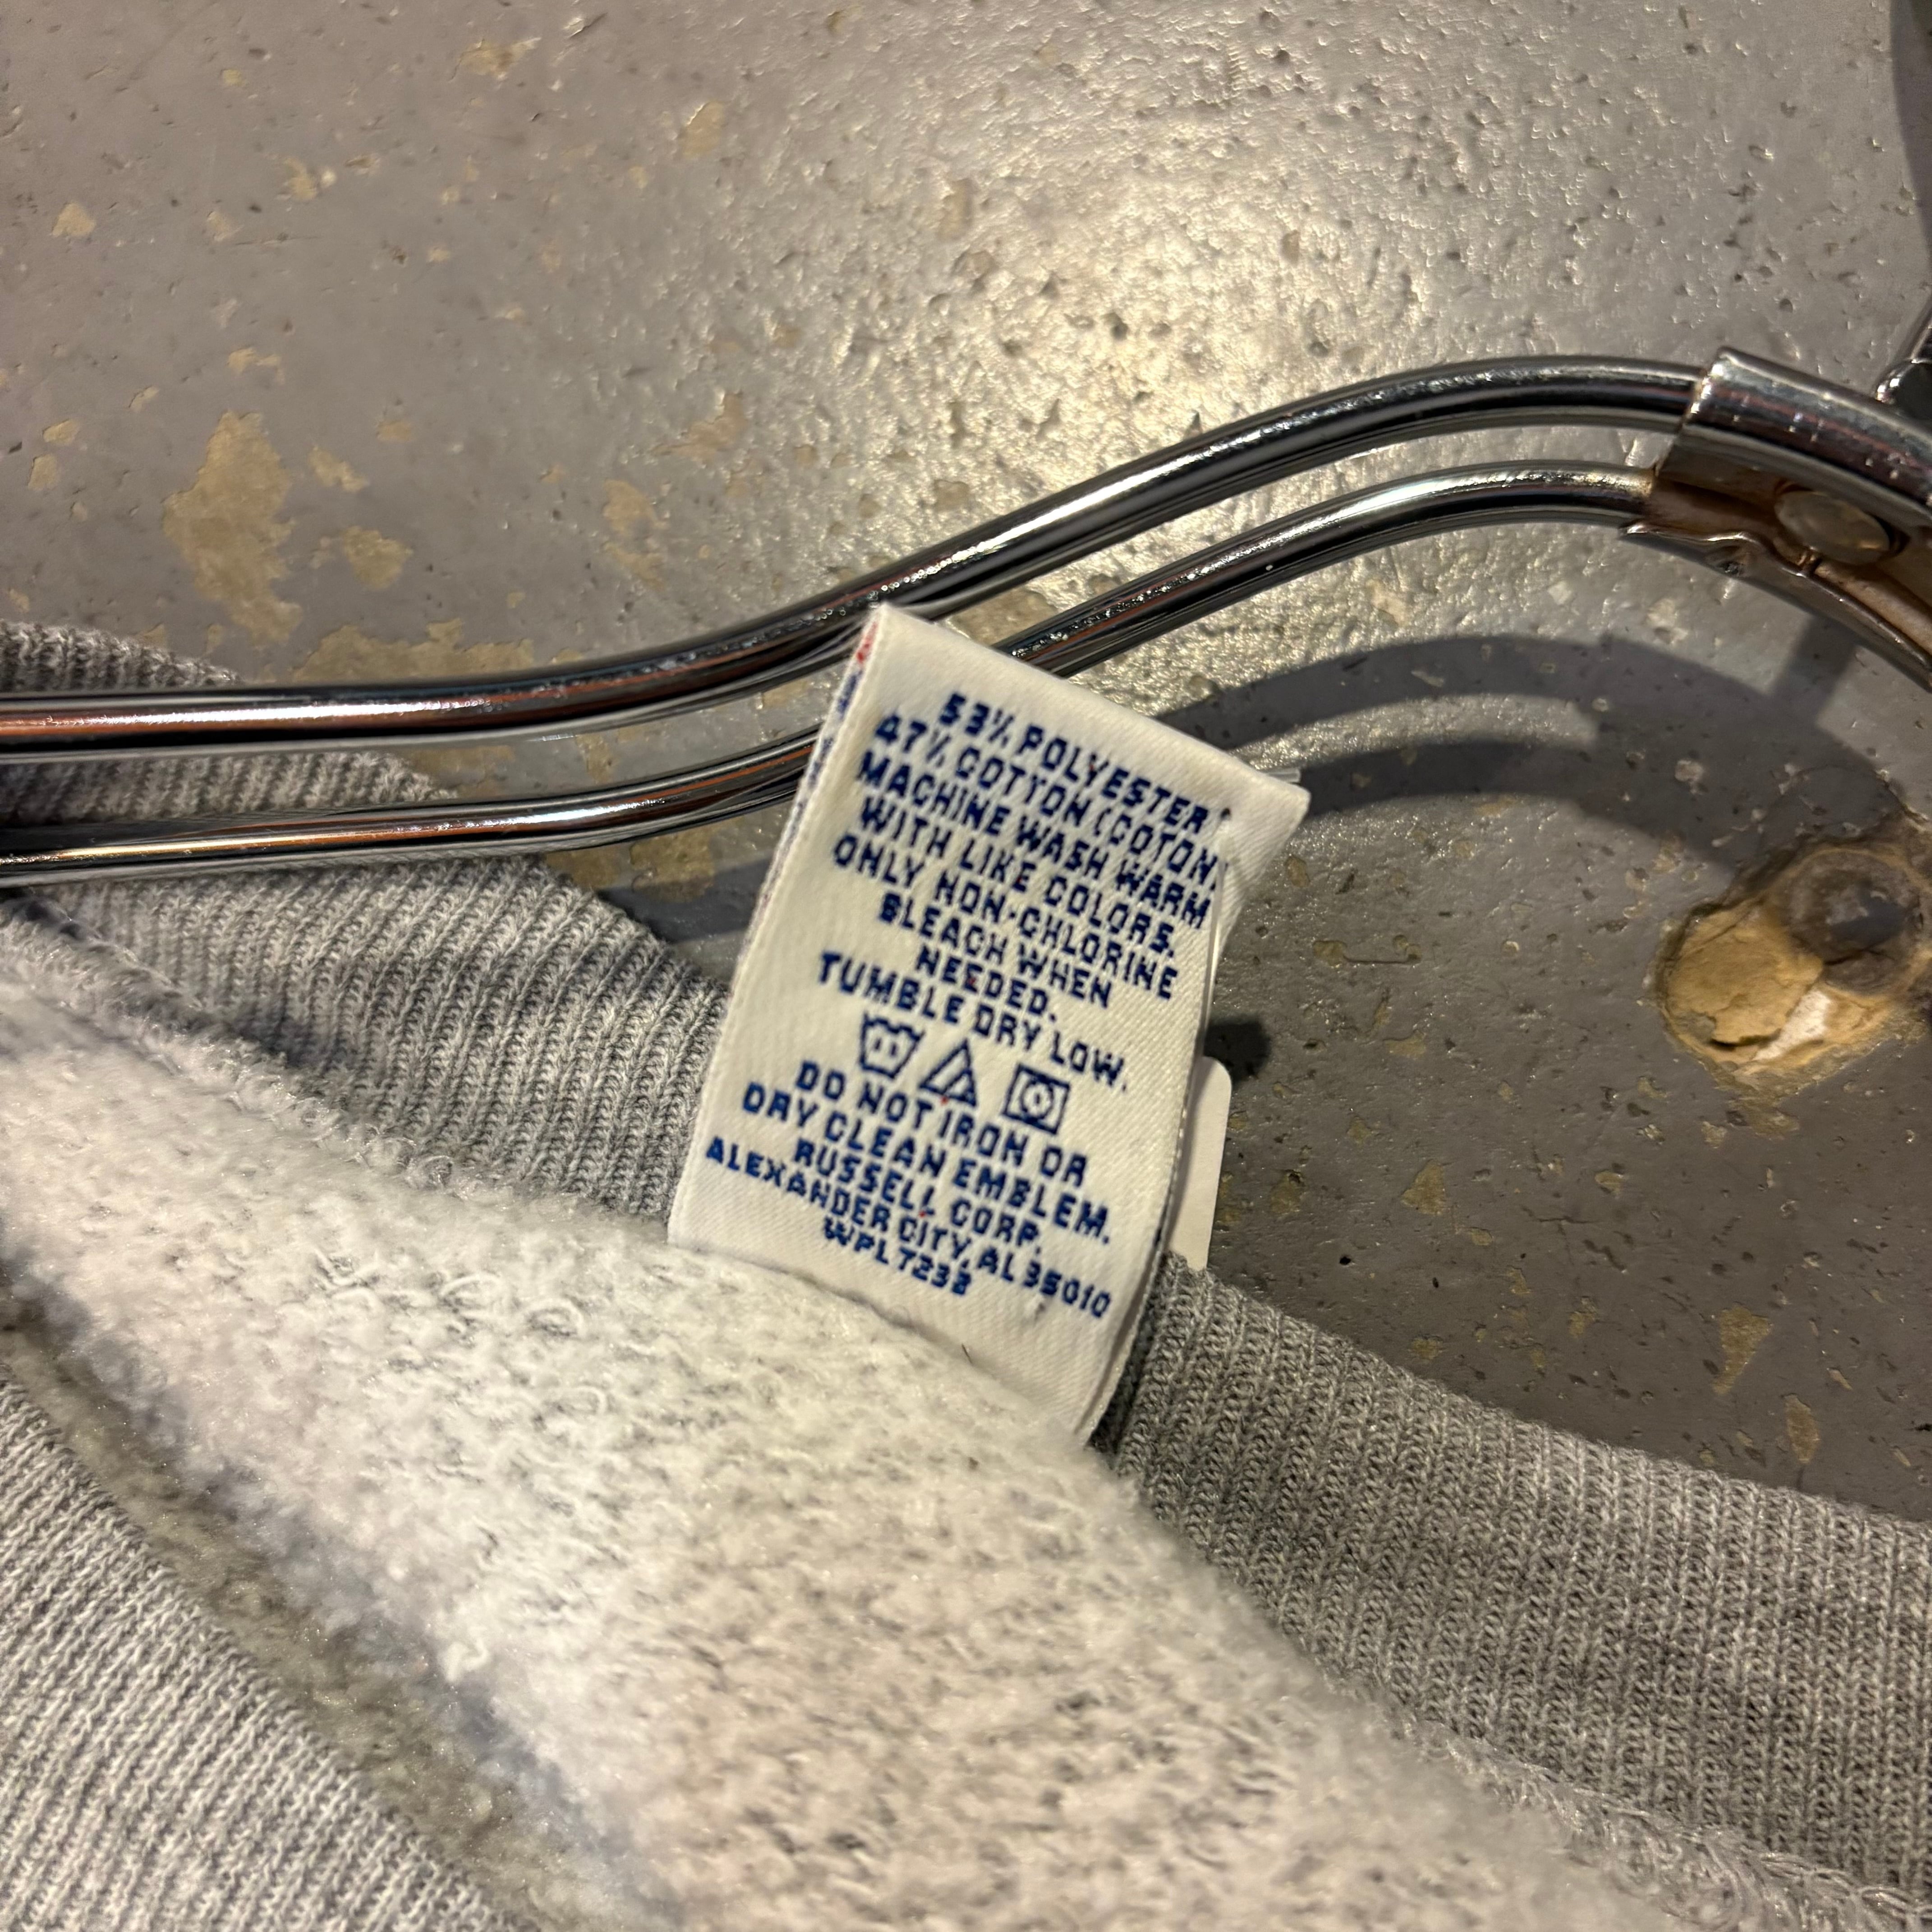 53% POLYESTER
47% COTTON (COTON)
MACHINE WASH WARM
WITH LIKE COLORS.
ONLY NON-CHLORINE
BLEACH WHEN
NEEDED.
TUMBLE DRY LOW.
DO NOT IRON OR
DRY CLEAN EMBLEM.
RUSSELL CORP.
ALEXANDER CITY, AL 35010
WPL 7232